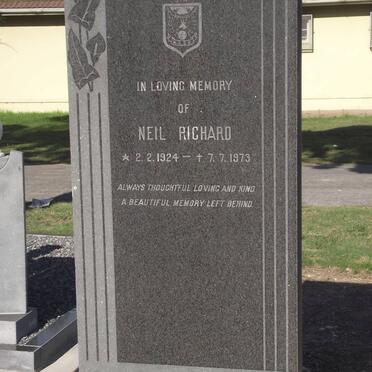 IN LOVING MEMORY
OF
NEIL RICHARD
* 2.2.1924 — † 7.7.1973
ALWAYS THOUGHTFUL LOVING AND KIND
A BEAUTIFUL MEMORY LEFT BEHIND